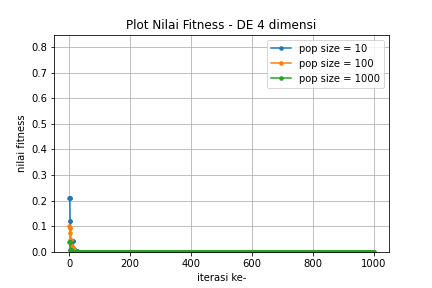 Plot Nilai Fitness - DE 4 dimensi
pop size = 10
pop size = 100
pop size = 1000
nilai fitness
0.8
0.7
0.6
0.5
0.4
0.3
0.2
0.1
0.0
0 200 400 600 800 1000
iterasi ke-